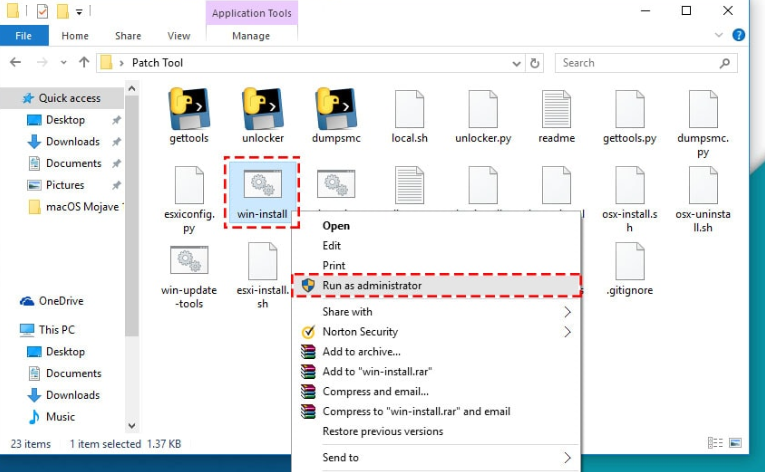 Application Tools
File
Home
Share
View
Manage
Patch Tool
Search
Quick access
Desktop
Downloads
Documents
Pictures
macOS Mojave
OneDrive
This PC
Desktop
Documents
Downloads
Music
gettools
unlocker
dumpsmc
local.sh
unlocker.py
readme
gettools.py
dumpsmc.
py
esxiconfig.
py
win-install
osx-install.s
h
osx-uninsta
ll.sh
win-update
-tools
esxi-install.
sh
.gitignore
Open
Edit
Print
Run as administrator
Share with
Norton Security
Add to archive...
Add to "win-install.rar"
Compress and email...
Compress to "win-install.rar" and email
Restore previous versions
Send to
23 items
1 item selected 1.37 KB